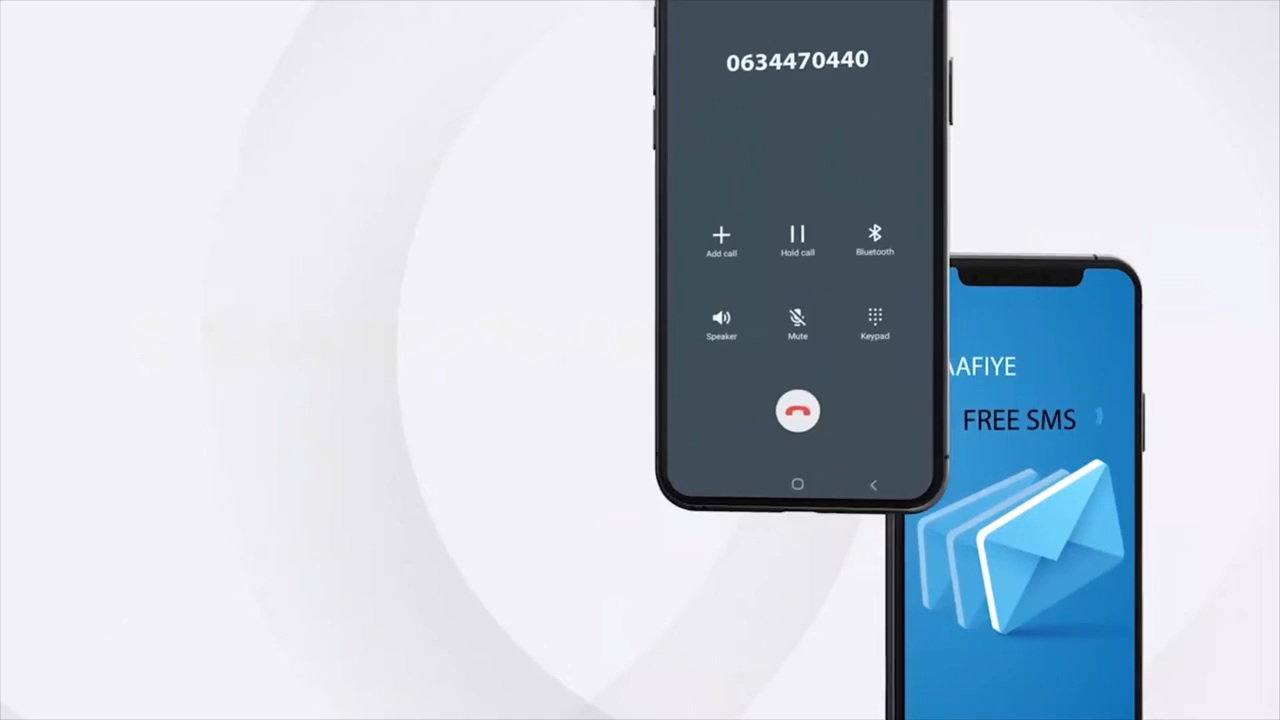 0634470440
Add call
Hold call
Bluetooth
Speaker
Mute
Keypad
AAFIYE
FREE SMS